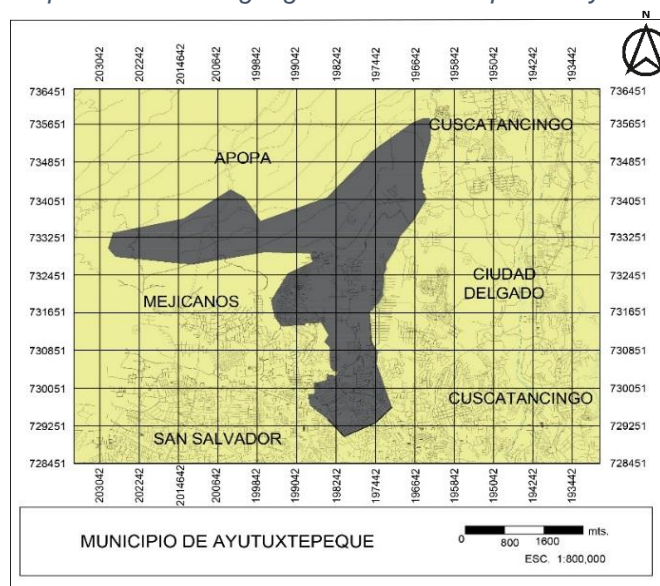 N
203042 202242 2014642 200642 199842 199042 198242 197442 196642 195842 195042 194242 193442
736451 736451
735651 CUSCATANCINGO 735651
734851 APOPA 734851
734051 734051
733251 733251
732451 CIUDAD 732451
MEJICANOS DELGADO
731651 731651
730851 730851
730051 CUSCATANCINGO 730051
729251 SAN SALVADOR 729251
728451 728451
203042 202242 2014642 200642 199842 199042 198242 197442 196642 195842 195042 194242 193442
MUNICIPIO DE AYUTUXTEPEQUE
mts.
0 800 1600
ESC. 1:800,000